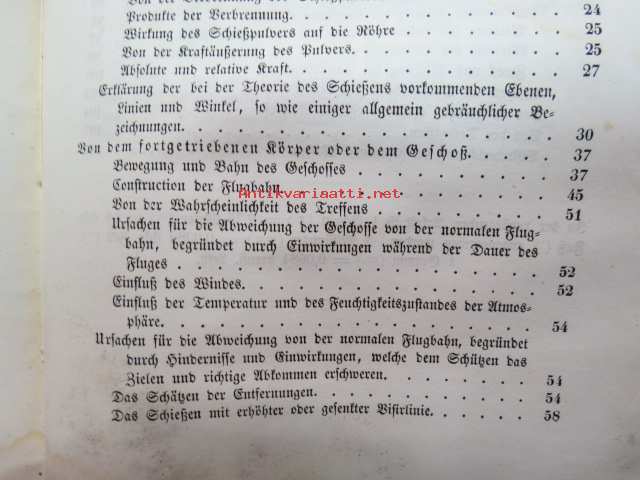 Produkte der Verbrennung. 24
Wirkung des Schießpulvers auf die Röhre 25
Von der Kraftäußerung des Pulvers. 25
Absolute und relative Kraft. 27
Erklärung der bei der Theorie des Schießens vorkommenden Ebenen,
Linien und Winkel, so wie einiger allgemein gebräuchlicher Be-
zeichnungen. 30
Von dem fortgetriebenen Körper oder dem Geschoß. 37
Bewegung und Bahn des Geschosses 37
Construction der Flugbahn 45
Antikvariaatti.net
Von der Wahrscheinlichkeit des Treffens 51
Ursachen für die Abweichung der Geschosse von der normalen Flug-
bahn, begründet durch Einwirkungen während der Dauer des
Fluges 52
Einfluß des Windes. 52
Einfluß der Temperatur und des Feuchtigkeitszustandes der Atmos-
phäre. 54
Ursachen für die Abweichung von der normalen Flugbahn, begründet
durch Hindernisse und Einwirkungen, welche dem Schützen das
Zielen und richtige Abkommen erschweren. 54
Das Schätzen der Entfernungen. 54
Das Schießen mit erhöhter oder gesenkter Visirlinie. 58